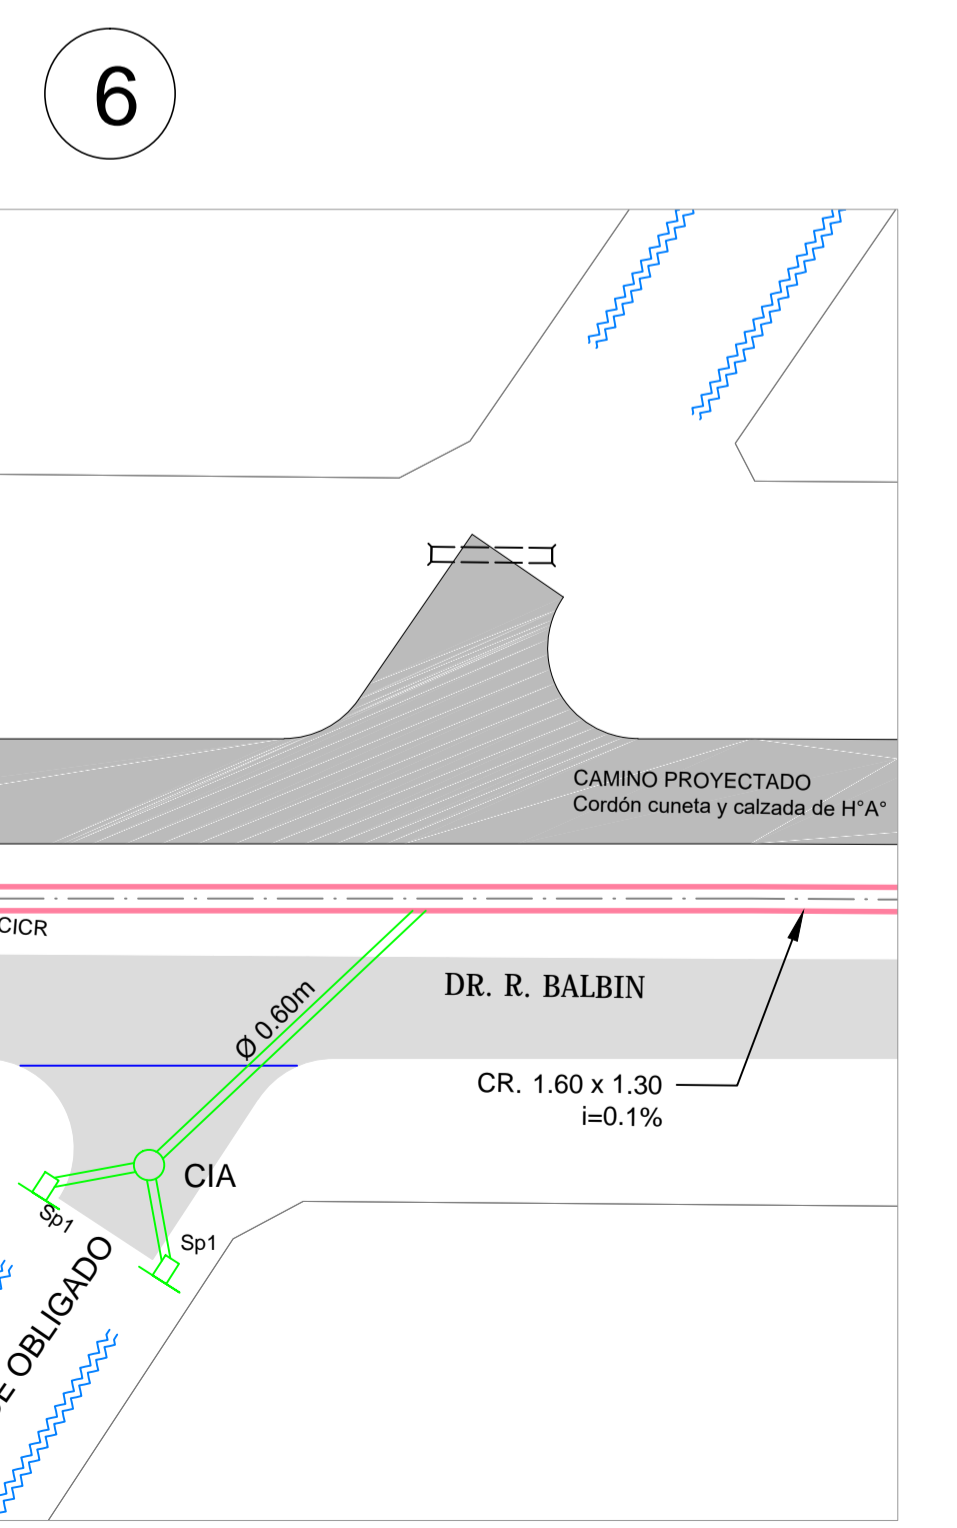 6
CAMINO PROYECTADO
Cordón cuneta y calzada de H°A°
CICR
DR. R. BALBIN
Ø 0.60m
CR. 1.60 x 1.30
i=0.1%
CIA
Sp1
Sp1
E OBLIGADO